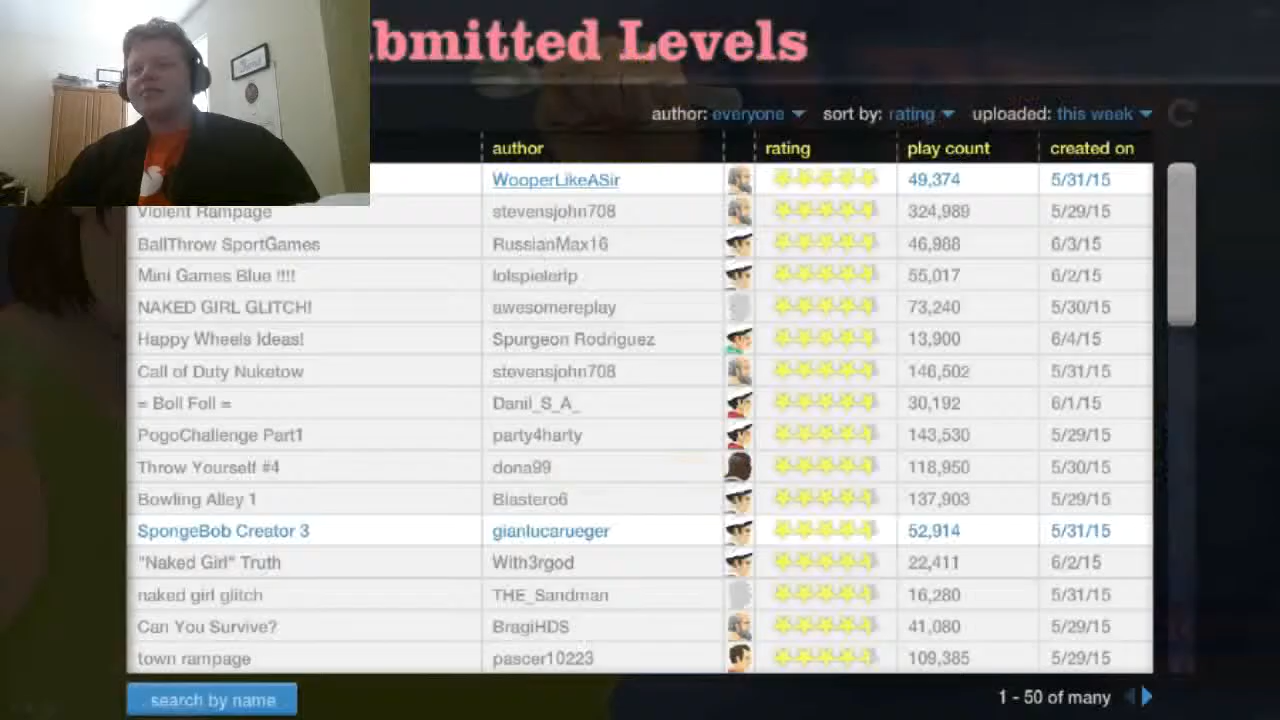 bmitted Levels
author: everyone sort by: rating uploaded: this week
author rating play count created on
WooperLikeASir 49,374 5/31/15
Violent Rampage stevensjohn708 324,989 5/29/15
BallThrow SportGames RussianMax16 46,988 6/3/15
Mini Games Blue !!!! lolspielerlp 55,017 6/2/15
NAKED GIRL GLITCH! awesomereplay 73,240 5/30/15
Happy Wheels Ideas! Spurgeon Rodriguez 13,900 6/4/15
Call of Duty Nuketow stevensjohn708 146,502 5/31/15
= Boll Foll = Danil_S_A_ 30,192 6/1/15
PogoChallenge Part1 party4harty 143,530 5/29/15
Throw Yourself #4 dona99 118,950 5/30/15
Bowling Alley 1 Blastero6 137,903 5/29/15
SpongeBob Creator 3 gianlucarueger 52,914 5/31/15
"Naked Girl" Truth With3rgod 22,411 6/2/15
naked girl glitch THE_Sandman 16,280 5/31/15
Can You Survive? BragiHDS 41,080 5/29/15
town rampage pascer10223 109,385 5/29/15
search by name 1 - 50 of many